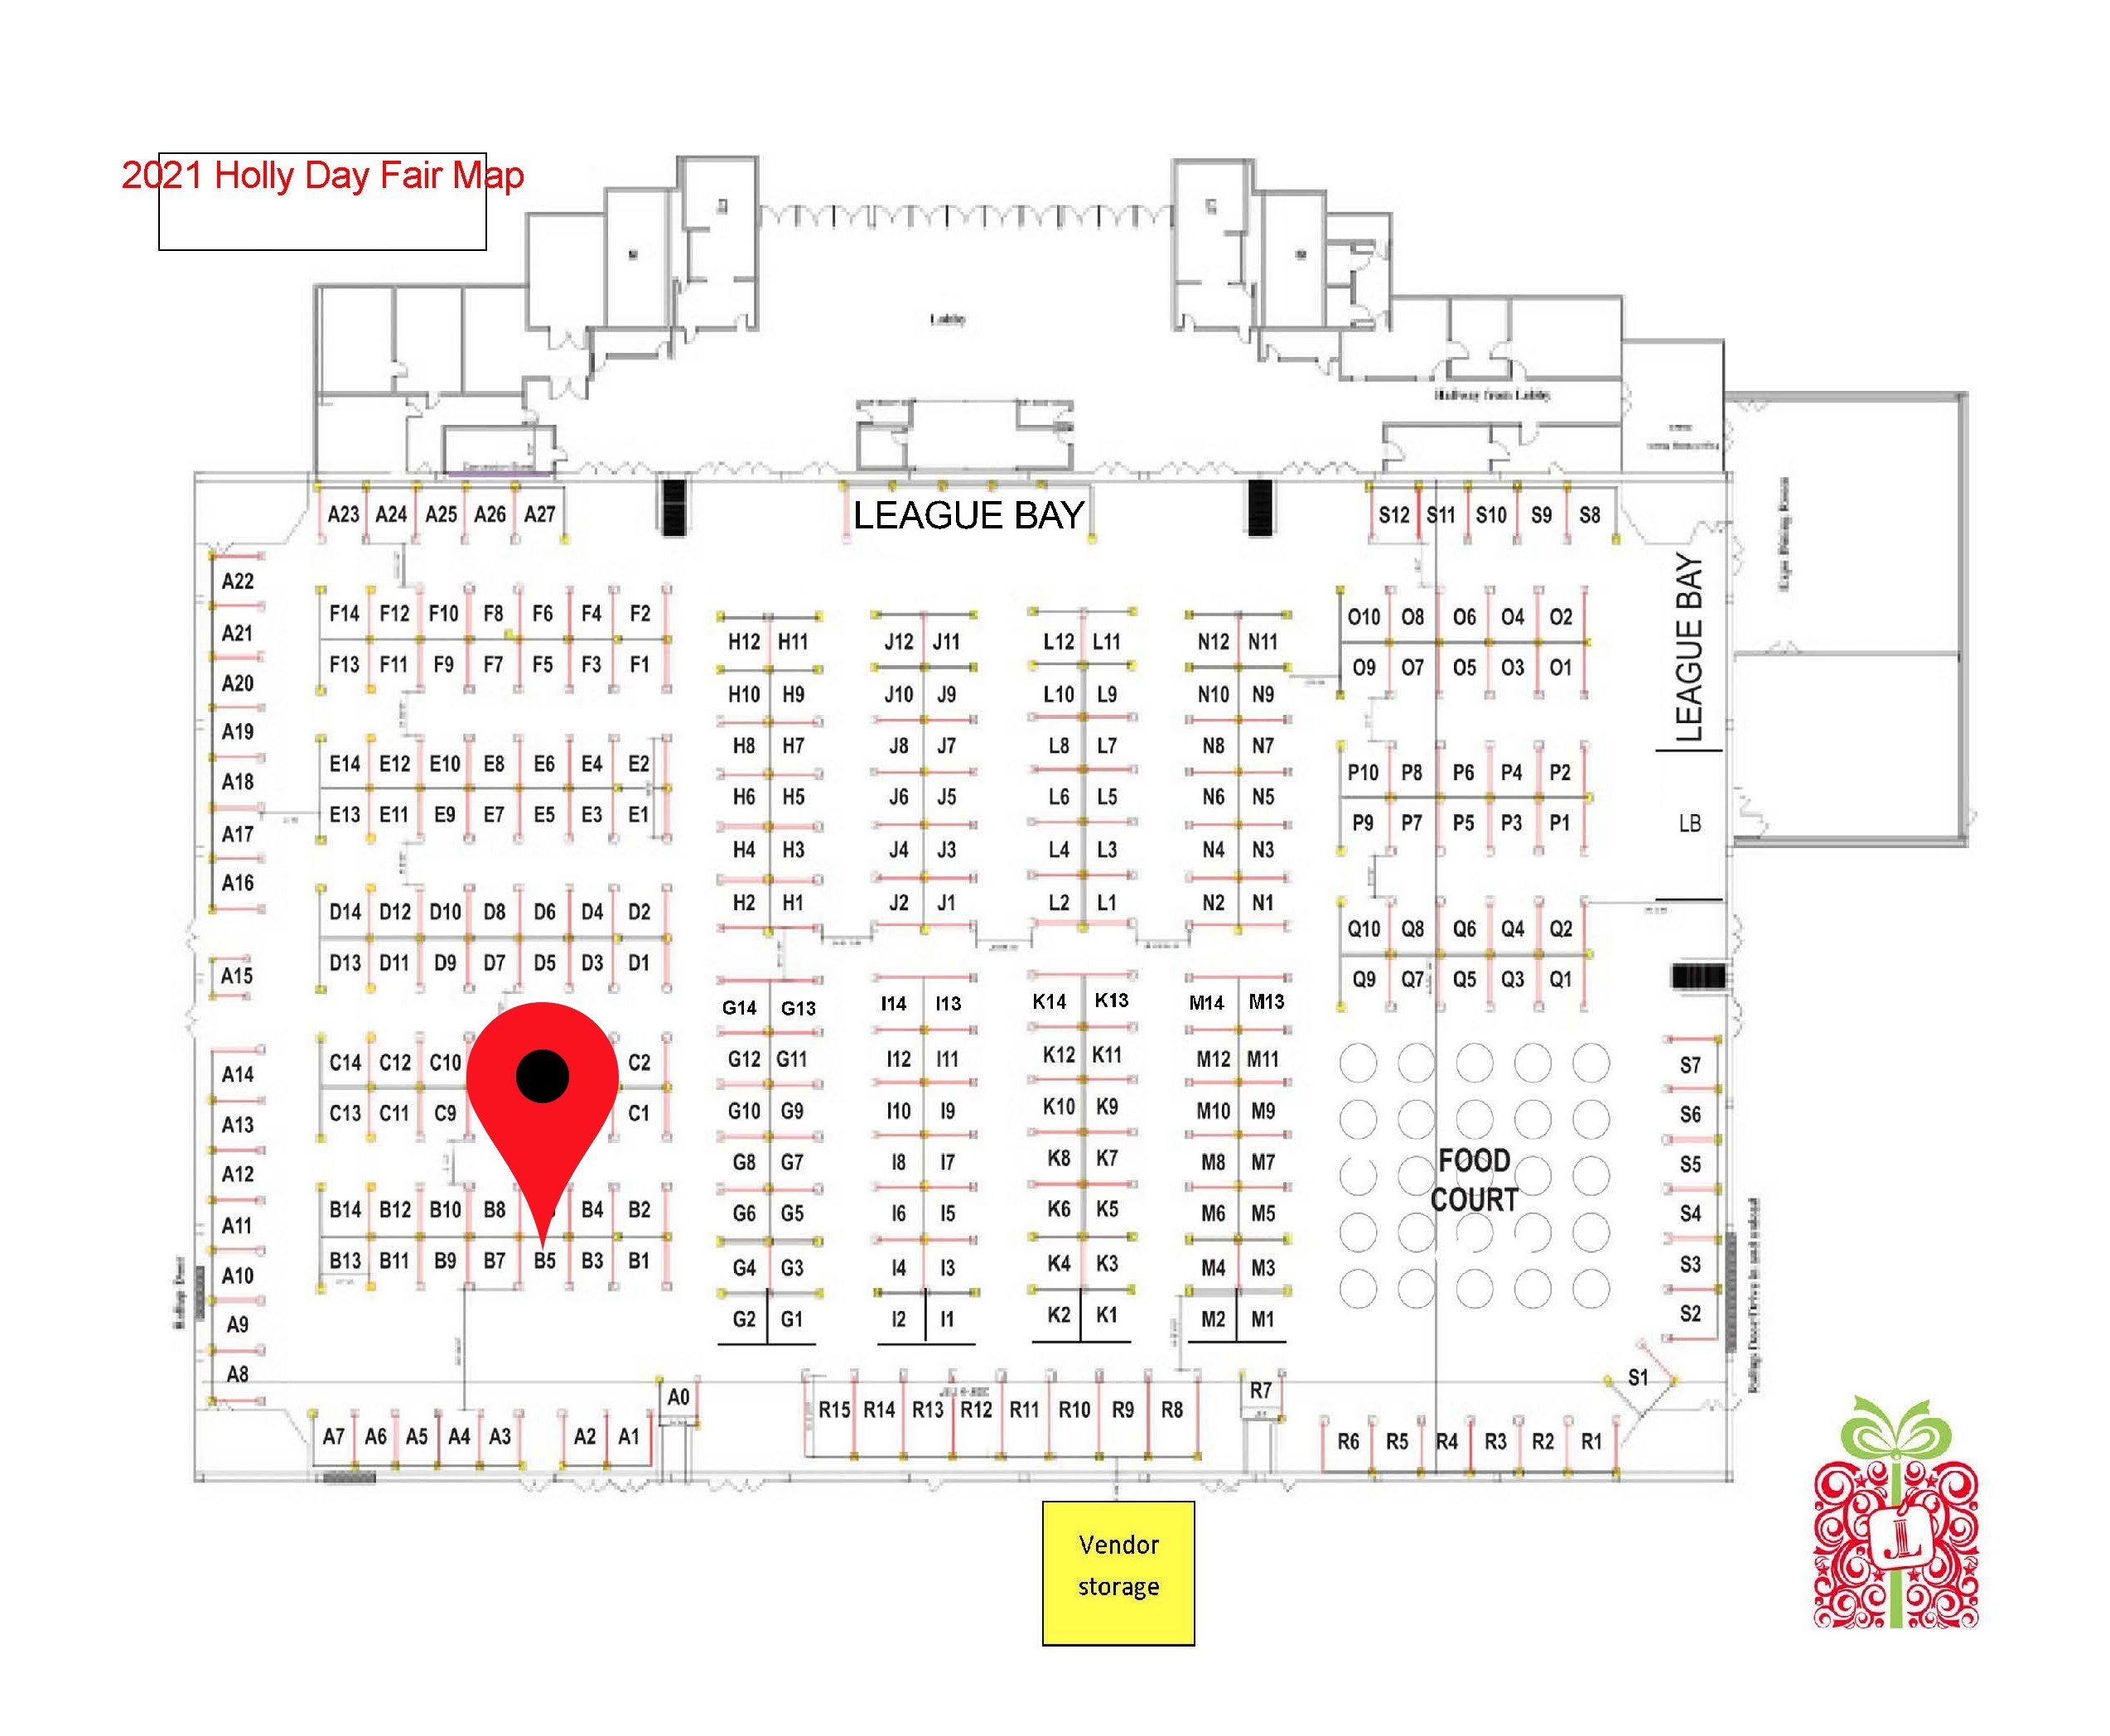 2021 Holly Day Fair Map
Lobby
Hallway from Lobby
LEAGUE BAY
A23 A24 A25 A26 A27
S12 S11 S10 S9 S8
A22
A21
A20
A19
A18
A17
A16
A15
A14
A13
A12
A11
A10
A9
A8
F14 F12 F10 F8 F6 F4 F2
F13 F11 F9 F7 F5 F3 F1
E14 E12 E10 E8 E6 E4 E2
E13 E11 E9 E7 E5 E3 E1
D14 D12 D10 D8 D6 D4 D2
D13 D11 D9 D7 D5 D3 D1
C14 C12 C10 C2
C13 C11 C9 C1
B14 B12 B10 B8 B4 B2
B13 B11 B9 B7 B5 B3 B1
H12 H11
H10 H9
H8 H7
H6 H5
H4 H3
H2 H1
G14 G13
G12 G11
G10 G9
G8 G7
G6 G5
G4 G3
G2 G1
J12 J11
J10 J9
J8 J7
J6 J5
J4 J3
J2 J1
I14 I13
I12 I11
I10 I9
I8 I7
I6 I5
I4 I3
I2 I1
L12 L11
L10 L9
L8 L7
L6 L5
L4 L3
L2 L1
K14 K13
K12 K11
K10 K9
K8 K7
K6 K5
K4 K3
K2 K1
N12 N11
N10 N9
N8 N7
N6 N5
N4 N3
N2 N1
M14 M13
M12 M11
M10 M9
M8 M7
M6 M5
M4 M3
M2 M1
O10 O8 O6 O4 O2
O9 O7 O5 O3 O1
P10 P8 P6 P4 P2
P9 P7 P5 P3 P1
Q10 Q8 Q6 Q4 Q2
Q9 Q7 Q5 Q3 Q1
LEAGUE BAY
LB
FOOD
COURT
S7
S6
S5
S4
S3
S2
S1
A7 A6 A5 A4 A3 A2 A1
A0
R15 R14 R13 R12 R11 R10 R9 R8
R7
R6 R5 R4 R3 R2 R1
Vendor
storage
JL